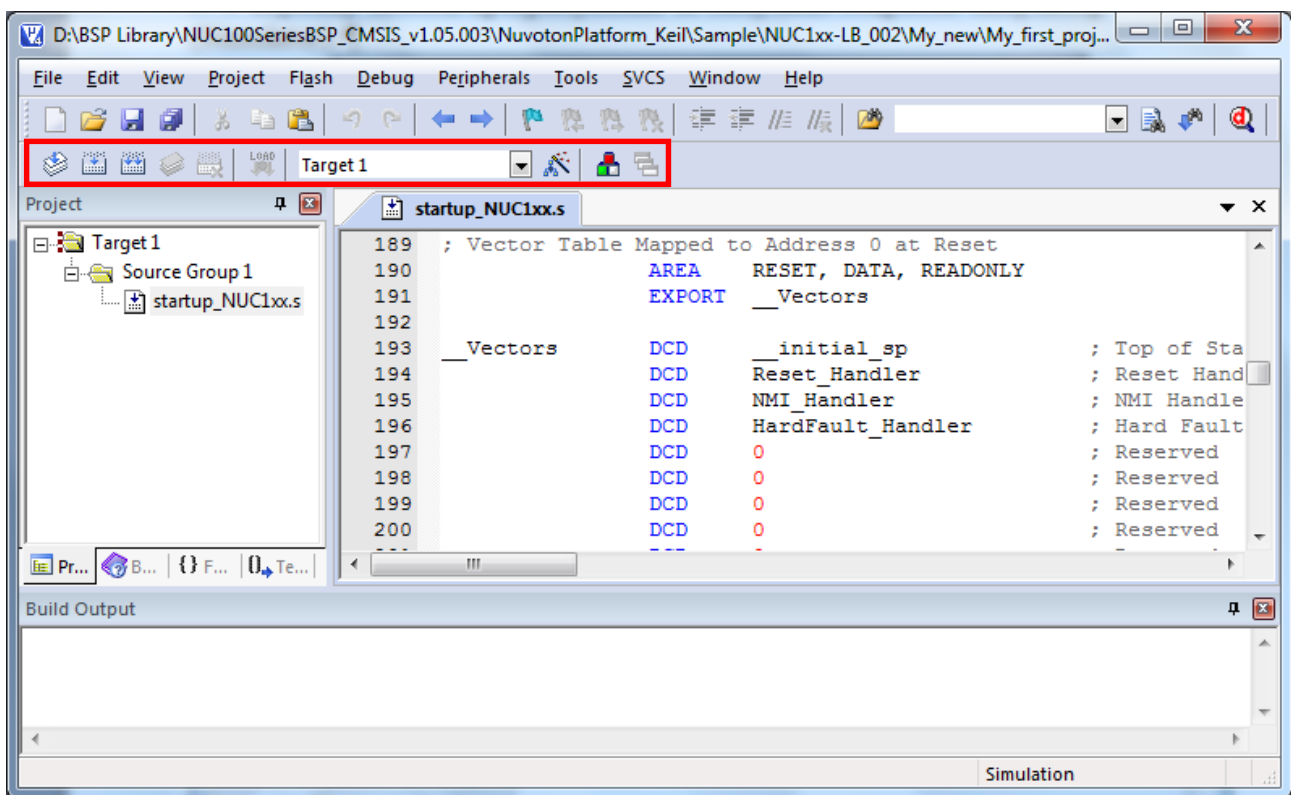 D:\BSP Library\NUC100SeriesBSP_CMSIS_v1.05.003\NuvotonPlatform_Keil\Sample\NUC1xx-LB_002\My_new\My_first_proj...
File Edit View Project Flash Debug Peripherals Tools SVCS Window Help
LOAD Target 1
Project
startup_NUC1xx.s
Target 1
Source Group 1
startup_NUC1xx.s
189 ; Vector Table Mapped to Address 0 at Reset
190 AREA RESET, DATA, READONLY
191 EXPORT __Vectors
192
193 __Vectors DCD __initial_sp ; Top of Sta
194 DCD Reset_Handler ; Reset Hand
195 DCD NMI_Handler ; NMI Handle
196 DCD HardFault_Handler ; Hard Fault
197 DCD 0 ; Reserved
198 DCD 0 ; Reserved
199 DCD 0 ; Reserved
200 DCD 0 ; Reserved
Pr... B... {} F... 0 Te...
Build Output
Simulation